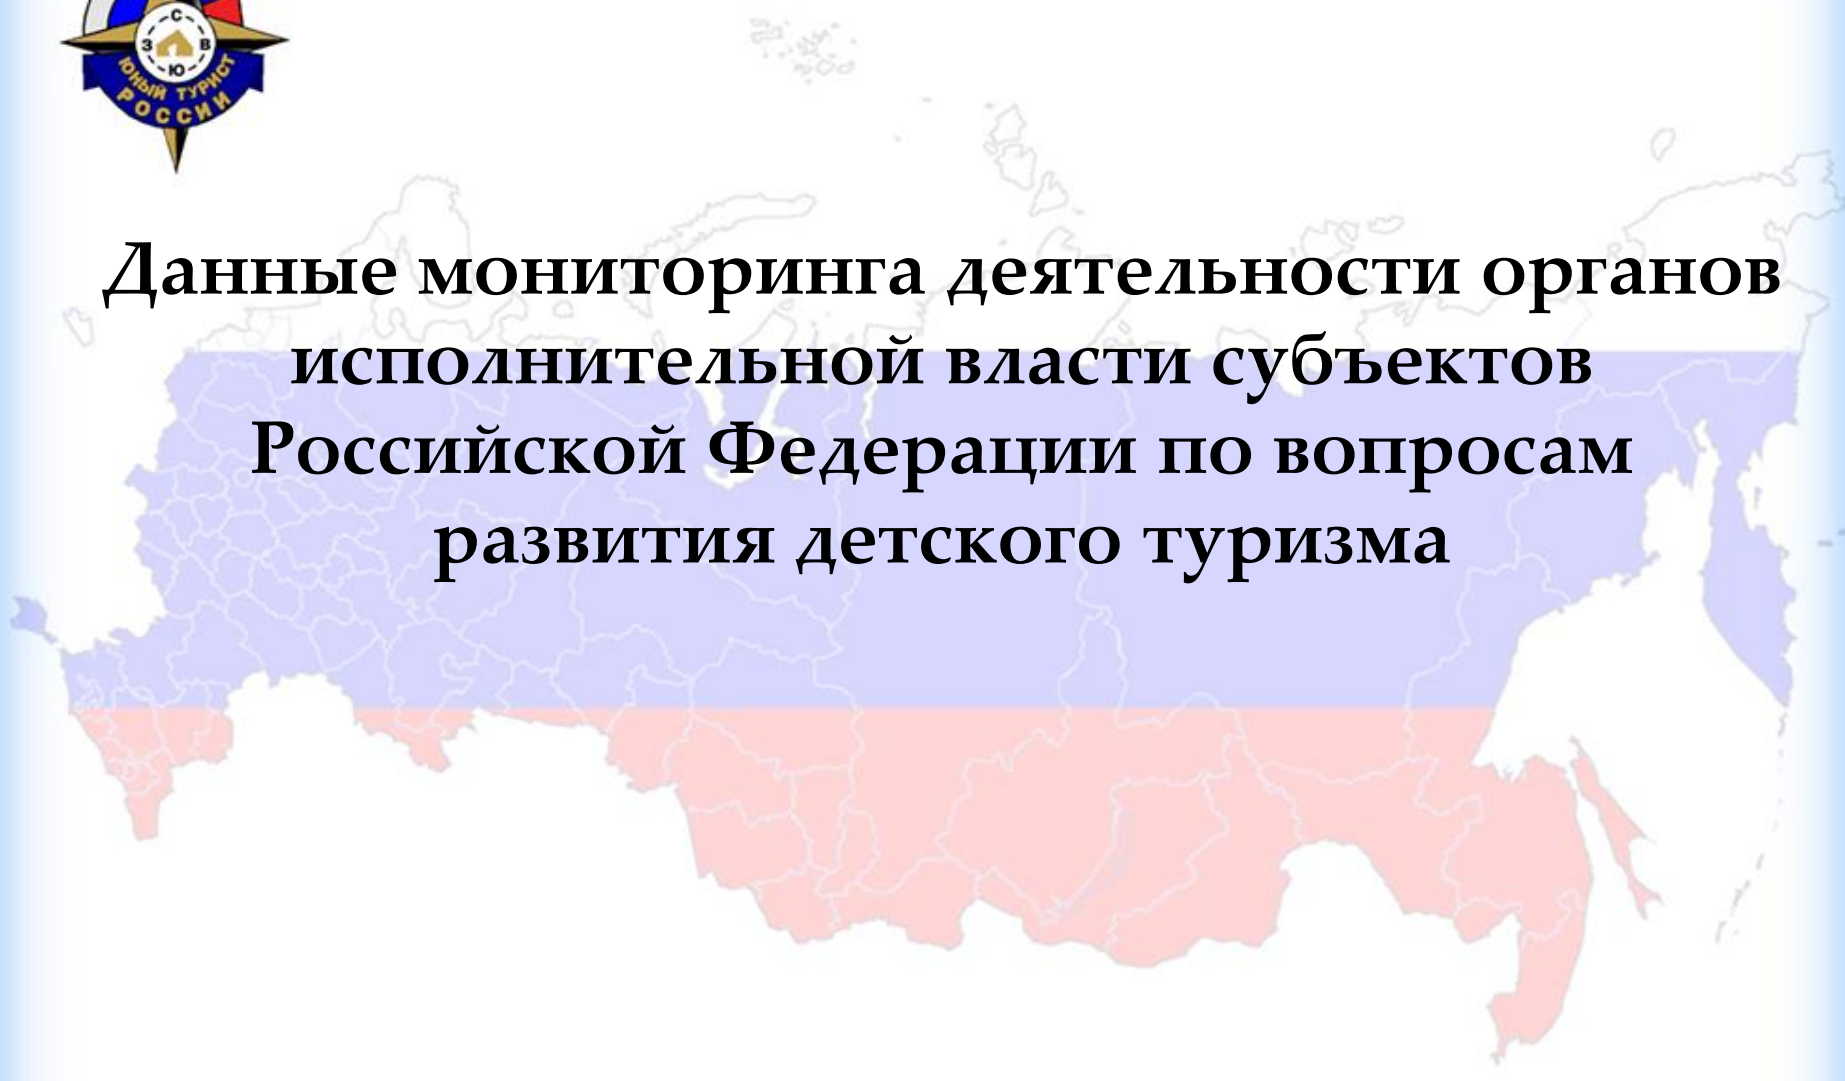 С
З В
Ю
ЮНЫЙ ТУРИСТ
РОССИИ
Данные мониторинга деятельности органов
исполнительной власти субъектов
Российской Федерации по вопросам
развития детского туризма